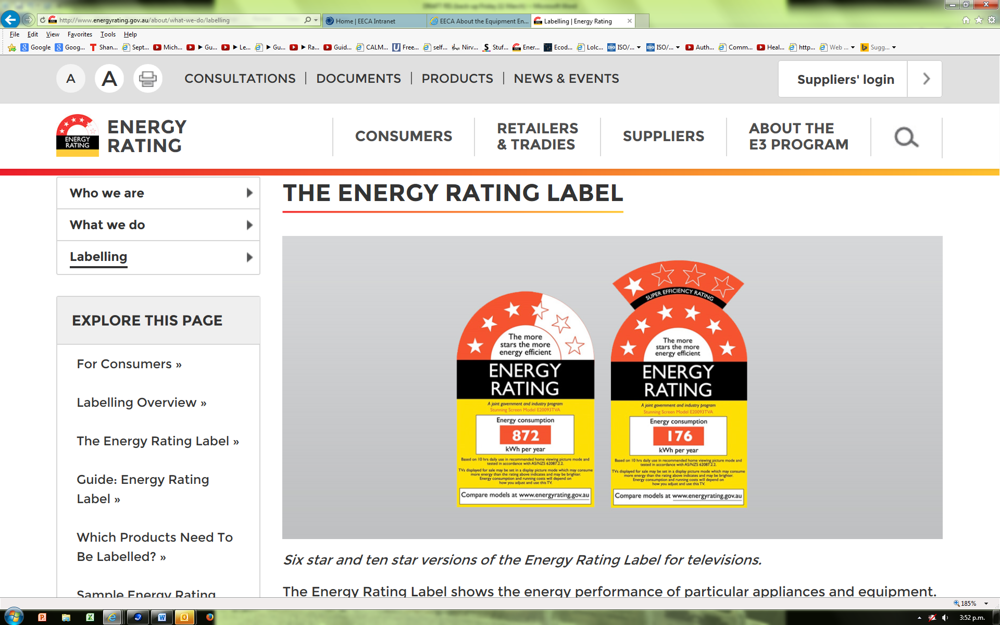 http://www.energyrating.gov.au/about/what-we-do/labelling
Home | EECA Intranet
EECA About the Equipment En...
Labelling | Energy Rating
File Edit View Favorites Tools Help
Google Goog... Shan... Sept... Mich... Gu... Le... Gu... Ra... Guid... CALM... Free... self... Nirv... Stuf... Ener... Ecod... Lolc... ISO/... ISO/... Auth... Comm... Heal... http... Web ... Sugg...
A A CONSULTATIONS | DOCUMENTS | PRODUCTS | NEWS & EVENTS
Suppliers' login
ENERGY
RATING
ENERGY
RATING
CONSUMERS
RETAILERS
& TRADIES
SUPPLIERS
ABOUT THE
E3 PROGRAM
Who we are
What we do
Labelling
EXPLORE THIS PAGE
For Consumers »
Labelling Overview »
The Energy Rating Label »
Guide: Energy Rating
Label »
Which Products Need To
Be Labelled? »
Sample Energy Rating
THE ENERGY RATING LABEL
The more
stars the more
energy efficient
ENERGY
RATING
A joint government and industry program
Stunning Screen Model E20093TVA
Energy consumption
872
kWh per year
Based on 10 hrs daily use in recommended home viewing picture mode and
tested in accordance with AS/NZS 62087.2.2.
TVs displayed for sale may be set in a display picture mode which may consume
more energy than the rating above indicates and may be brighter.
Energy consumption and running costs will depend on
how you adjust and use this TV.
Compare models at www.energyrating.gov.au
SUPER EFFICIENCY RATING
The more
stars the more
energy efficient
ENERGY
RATING
A joint government and industry program
Stunning Screen Model E20093TVA
Energy consumption
176
kWh per year
Based on 10 hrs daily use in recommended home viewing picture mode and
tested in accordance with AS/NZS 62087.2.2.
TVs displayed for sale may be set in a display picture mode which may consume
more energy than the rating above indicates and may be brighter.
Energy consumption and running costs will depend on
how you adjust and use this TV.
Compare models at www.energyrating.gov.au
Six star and ten star versions of the Energy Rating Label for televisions.
The Energy Rating Label shows the energy performance of particular appliances and equipment.
185%
3:52 p.m.